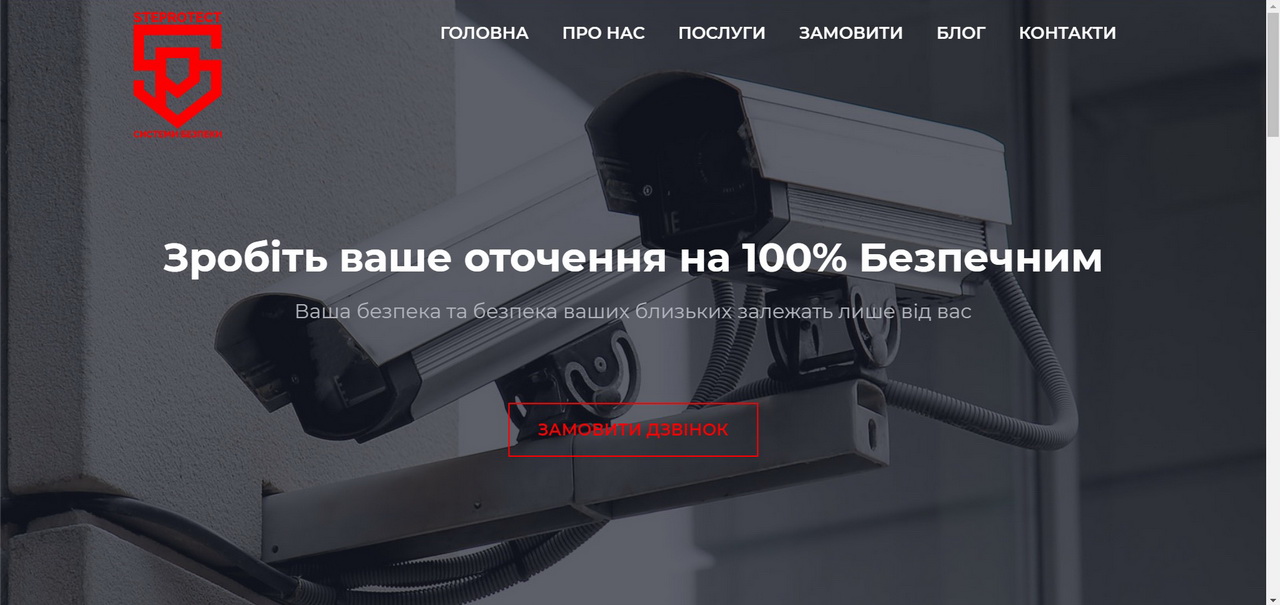 STEPROTECT
СИСТЕМИ БЕЗПЕКИ
ГОЛОВНА ПРО НАС ПОСЛУГИ ЗАМОВИТИ БЛОГ КОНТАКТИ
Зробіть ваше оточення на 100% Безпечним
Ваша безпека та безпека ваших близьких залежать лише від вас
ЗАМОВИТИ ДЗВІНОК